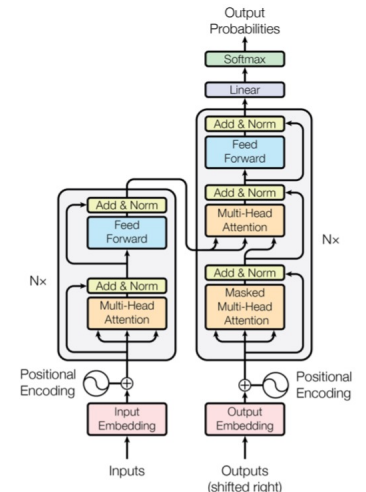 Output
Probabilities
Softmax
Linear
Add & Norm
Feed
Forward
Add & Norm
Multi-Head
Attention
Add & Norm
Masked
Multi-Head
Attention
Nx
Add & Norm
Feed
Forward
Add & Norm
Multi-Head
Attention
Nx
Positional
Encoding
Input
Embedding
Inputs
Positional
Encoding
Output
Embedding
Outputs
(shifted right)